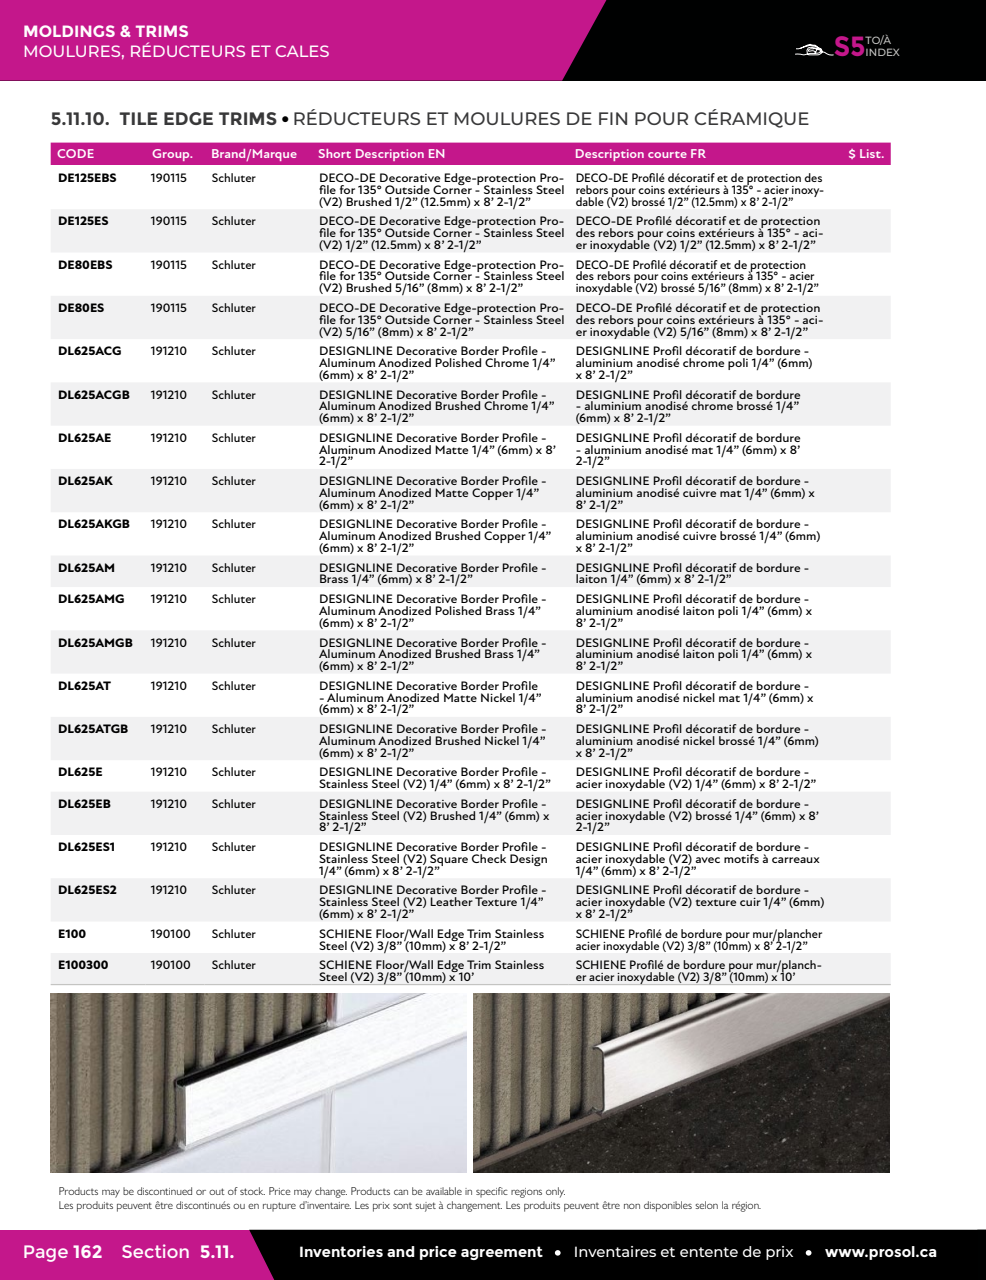 MOLDINGS & TRIMS
MOULURES, RÉDUCTEURS ET CALES
S5 TO/À INDEX
5.11.10. TILE EDGE TRIMS • RÉDUCTEURS ET MOULURES DE FIN POUR CÉRAMIQUE
CODE Group. Brand/Marque Short Description EN Description courte FR $ List.
DE125EBS 190115 Schluter DECO-DE Decorative Edge-protection Pro- DECO-DE Profilé décoratif et de protection des
file for 135° Outside Corner - Stainless Steel rebors pour coins extérieurs à 135° - acier inoxy-
(V2) Brushed 1/2” (12.5mm) x 8’ 2-1/2” dable (V2) brossé 1/2” (12.5mm) x 8’ 2-1/2”
DE125ES 190115 Schluter DECO-DE Decorative Edge-protection Pro- DECO-DE Profilé décoratif et de protection
file for 135° Outside Corner - Stainless Steel des rebors pour coins extérieurs à 135° - aci-
(V2) 1/2” (12.5mm) x 8’ 2-1/2” er inoxydable (V2) 1/2” (12.5mm) x 8’ 2-1/2”
DE80EBS 190115 Schluter DECO-DE Decorative Edge-protection Pro- DECO-DE Profilé décoratif et de protection
file for 135° Outside Corner - Stainless Steel des rebors pour coins extérieurs à 135° - acier
(V2) Brushed 5/16” (8mm) x 8’ 2-1/2” inoxydable (V2) brossé 5/16” (8mm) x 8’ 2-1/2”
DE80ES 190115 Schluter DECO-DE Decorative Edge-protection Pro- DECO-DE Profilé décoratif et de protection
file for 135° Outside Corner - Stainless Steel des rebors pour coins extérieurs à 135° - aci-
(V2) 5/16” (8mm) x 8’ 2-1/2” er inoxydable (V2) 5/16” (8mm) x 8’ 2-1/2”
DL625ACG 191210 Schluter DESIGNLINE Decorative Border Profile - DESIGNLINE Profil décoratif de bordure -
Aluminum Anodized Polished Chrome 1/4” aluminium anodisé chrome poli 1/4” (6mm)
(6mm) x 8’ 2-1/2” x 8’ 2-1/2”
DL625ACGB 191210 Schluter DESIGNLINE Decorative Border Profile - DESIGNLINE Profil décoratif de bordure
Aluminum Anodized Brushed Chrome 1/4” - aluminium anodisé chrome brossé 1/4”
(6mm) x 8’ 2-1/2” (6mm) x 8’ 2-1/2”
DL625AE 191210 Schluter DESIGNLINE Decorative Border Profile - DESIGNLINE Profil décoratif de bordure
Aluminum Anodized Matte 1/4” (6mm) x 8’ - aluminium anodisé mat 1/4” (6mm) x 8’
2-1/2” 2-1/2”
DL625AK 191210 Schluter DESIGNLINE Decorative Border Profile - DESIGNLINE Profil décoratif de bordure -
Aluminum Anodized Matte Copper 1/4” aluminium anodisé cuivre mat 1/4” (6mm) x
(6mm) x 8’ 2-1/2” 8’ 2-1/2”
DL625AKGB 191210 Schluter DESIGNLINE Decorative Border Profile - DESIGNLINE Profil décoratif de bordure -
Aluminum Anodized Brushed Copper 1/4” aluminium anodisé cuivre brossé 1/4” (6mm)
(6mm) x 8’ 2-1/2” x 8’ 2-1/2”
DL625AM 191210 Schluter DESIGNLINE Decorative Border Profile - DESIGNLINE Profil décoratif de bordure -
Brass 1/4” (6mm) x 8’ 2-1/2” laiton 1/4” (6mm) x 8’ 2-1/2”
DL625AMG 191210 Schluter DESIGNLINE Decorative Border Profile - DESIGNLINE Profil décoratif de bordure -
Aluminum Anodized Polished Brass 1/4” aluminium anodisé laiton poli 1/4” (6mm) x
(6mm) x 8’ 2-1/2” 8’ 2-1/2”
DL625AMGB 191210 Schluter DESIGNLINE Decorative Border Profile - DESIGNLINE Profil décoratif de bordure -
Aluminum Anodized Brushed Brass 1/4” aluminium anodisé laiton poli 1/4” (6mm) x
(6mm) x 8’ 2-1/2” 8’ 2-1/2”
DL625AT 191210 Schluter DESIGNLINE Decorative Border Profile DESIGNLINE Profil décoratif de bordure -
- Aluminum Anodized Matte Nickel 1/4” aluminium anodisé nickel mat 1/4” (6mm) x
(6mm) x 8’ 2-1/2” 8’ 2-1/2”
DL625ATGB 191210 Schluter DESIGNLINE Decorative Border Profile - DESIGNLINE Profil décoratif de bordure -
Aluminum Anodized Brushed Nickel 1/4” aluminium anodisé nickel brossé 1/4” (6mm)
(6mm) x 8’ 2-1/2” x 8’ 2-1/2”
DL625E 191210 Schluter DESIGNLINE Decorative Border Profile - DESIGNLINE Profil décoratif de bordure -
Stainless Steel (V2) 1/4” (6mm) x 8’ 2-1/2” acier inoxydable (V2) 1/4” (6mm) x 8’ 2-1/2”
DL625EB 191210 Schluter DESIGNLINE Decorative Border Profile - DESIGNLINE Profil décoratif de bordure -
Stainless Steel (V2) Brushed 1/4” (6mm) x acier inoxydable (V2) brossé 1/4” (6mm) x 8’
8’ 2-1/2” 2-1/2”
DL625ES1 191210 Schluter DESIGNLINE Decorative Border Profile - DESIGNLINE Profil décoratif de bordure -
Stainless Steel (V2) Square Check Design acier inoxydable (V2) avec motifs à carreaux
1/4” (6mm) x 8’ 2-1/2” 1/4” (6mm) x 8’ 2-1/2”
DL625ES2 191210 Schluter DESIGNLINE Decorative Border Profile - DESIGNLINE Profil décoratif de bordure -
Stainless Steel (V2) Leather Texture 1/4” acier inoxydable (V2) texture cuir 1/4” (6mm)
(6mm) x 8’ 2-1/2” x 8’ 2-1/2”
E100 190100 Schluter SCHIENE Floor/Wall Edge Trim Stainless SCHIENE Profilé de bordure pour mur/plancher
Steel (V2) 3/8” (10mm) x 8’ 2-1/2” acier inoxydable (V2) 3/8” (10mm) x 8’ 2-1/2”
E100300 190100 Schluter SCHIENE Floor/Wall Edge Trim Stainless SCHIENE Profilé de bordure pour mur/planch-
Steel (V2) 3/8” (10mm) x 10’ er acier inoxydable (V2) 3/8” (10mm) x 10’
Products may be discontinued or out of stock. Price may change. Products can be available in specific regions only.
Les produits peuvent être discontinués ou en rupture d’inventaire. Les prix sont sujet à changement. Les produits peuvent être non disponibles selon la région.
Page 162 Section 5.11. Inventories and price agreement • Inventaires et entente de prix • www.prosol.ca